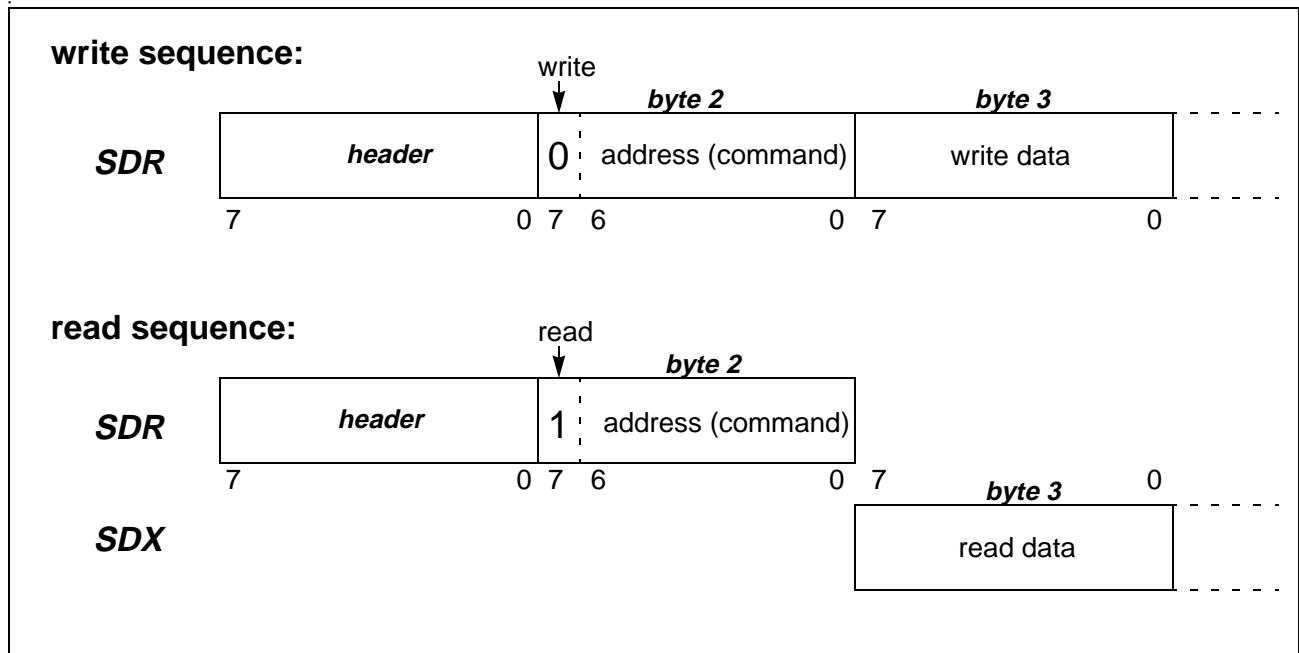 write sequence:
write
byte 2 byte 3
SDR header 0 address (command) write data
7 0 7 6 0 7 0
read sequence:
read
byte 2
SDR header 1 address (command)
7 0 7 6 0 7 0
byte 3
SDX read data